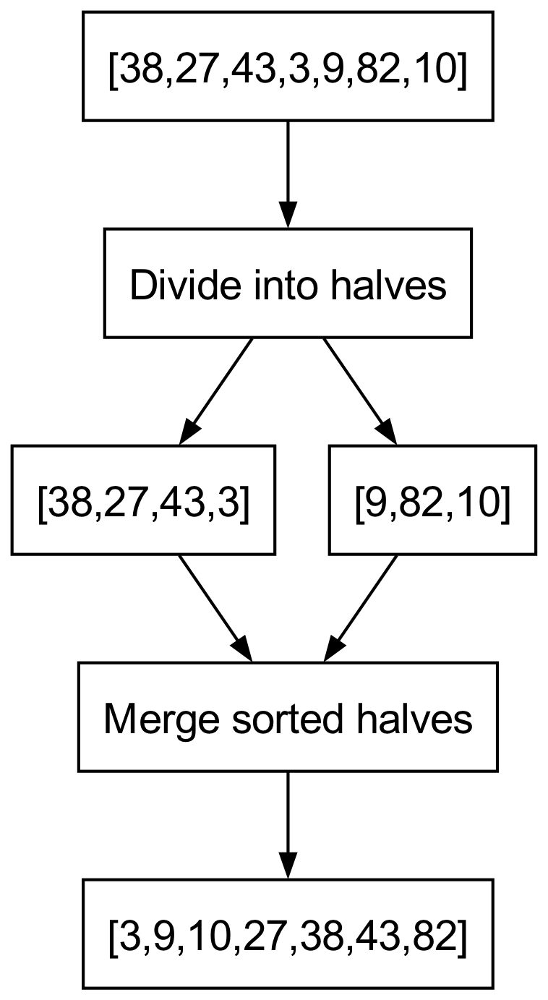 [38,27,43,3,9,82,10]
Divide into halves
[38,27,43,3]
[9,82,10]
Merge sorted halves
[3,9,10,27,38,43,82]